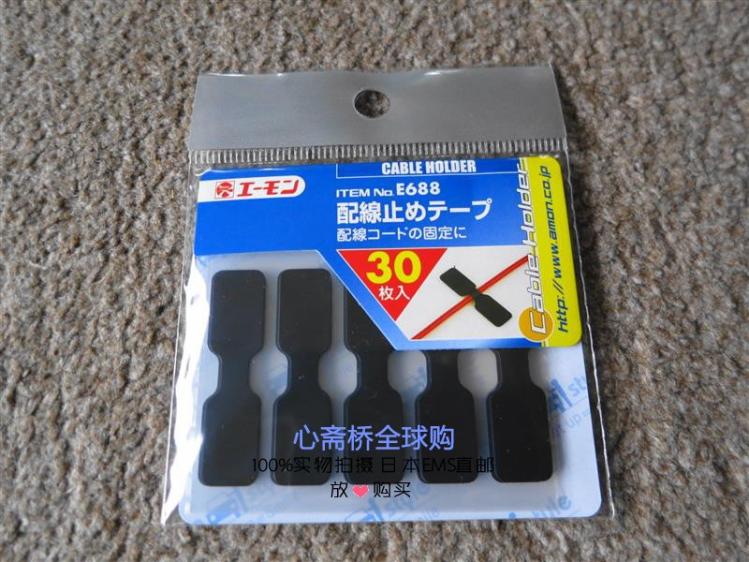 CABLE HOLDER
エーモン
ITEM No. E688
配線止めテープ
配線コードの固定に
30
枚入
Cable Holder
http://www.amon.co.jp
心斋桥全球购
100%实物拍摄 日本EMS直邮
放❤购买